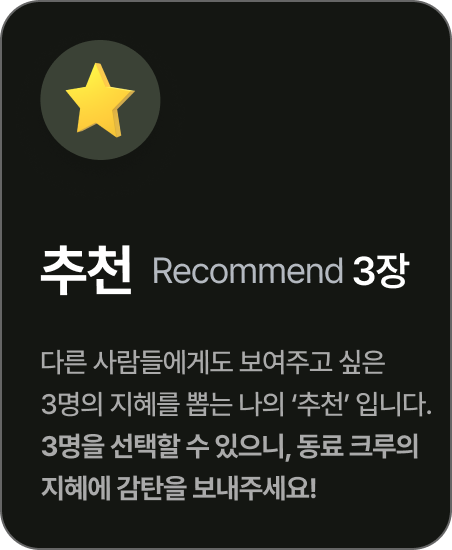 추천 Recommend 3장
다른 사람들에게도 보여주고 싶은
3명의 지혜를 뽑는 나의 ‘추천’ 입니다.
3명을 선택할 수 있으니, 동료 크루의
지혜에 감탄을 보내주세요!